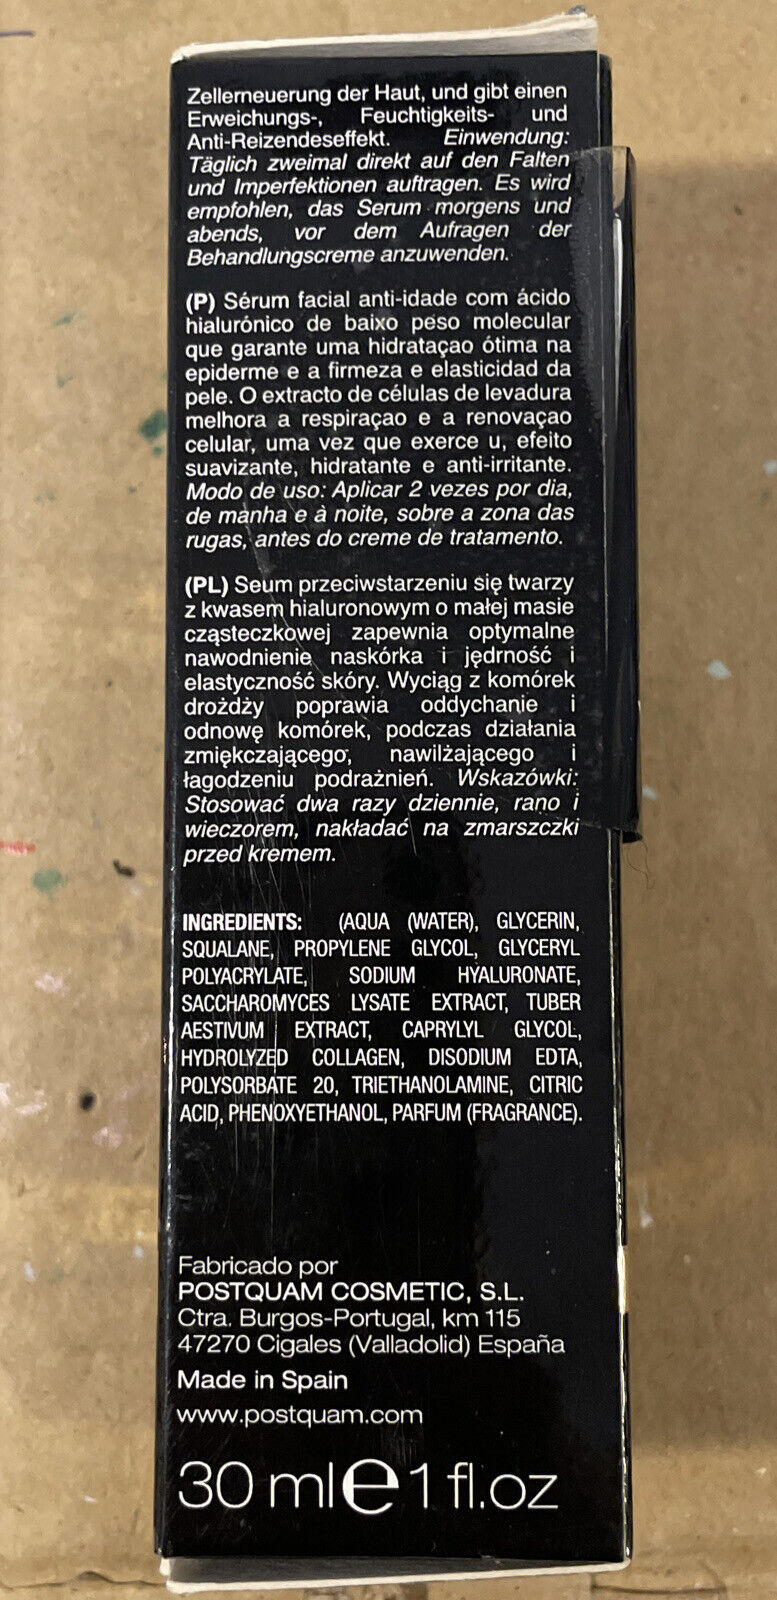 Zellerneuerung der Haut, und gibt einen
Erweichungs-, Feuchtigkeits- und
Anti-Reizendeseffekt. Einwendung:
Täglich zweimal direkt auf den Falten
und Imperfektionen auftragen. Es wird
empfohlen, das Serum morgens und
abends, vor dem Aufragen der
Behandlungscreme anzuwenden.
(P) Sérum facial anti-idade com ácido
hialurónico de baixo peso molecular
que garante uma hidrataçao ótima na
epiderme e a firmeza e elasticidad da
pele. O extracto de células de levadura
melhora a respiraçao e a renovaçao
celular, uma vez que exerce u, efeito
suavizante, hidratante e anti-irritante.
Modo de uso: Aplicar 2 vezes por dia,
de manha e à noite, sobre a zona das
rugas, antes do creme de tratamento.
(PL) Seum przeciwstarzeniu się twarzy
z kwasem hialuronowym o małej masie
cząsteczkowej zapewnia optymalne
nawodnienie naskórka i jędrność i
elastyczność skóry. Wyciąg z komórek
drożdży poprawia oddychanie i
odnowę komórek, podczas działania
zmiękczającego, nawilżającego i
łagodzeniu podrażnień. Wskazówki:
Stosować dwa razy dziennie, rano i
wieczorem, nakładać na zmarszczki
przed kremem.
INGREDIENTS: (AQUA (WATER), GLYCERIN,
SQUALANE, PROPYLENE GLYCOL, GLYCERYL
POLYACRYLATE, SODIUM HYALURONATE,
SACCHAROMYCES LYSATE EXTRACT, TUBER
AESTIVUM EXTRACT, CAPRYLYL GLYCOL,
HYDROLYZED COLLAGEN, DISODIUM EDTA,
POLYSORBATE 20, TRIETHANOLAMINE, CITRIC
ACID, PHENOXYETHANOL, PARFUM (FRAGRANCE).
Fabricado por
POSTQUAM COSMETIC, S.L.
Ctra. Burgos-Portugal, km 115
47270 Cigales (Valladolid) España
Made in Spain
www.postquam.com
30 ml e 1 fl.oz